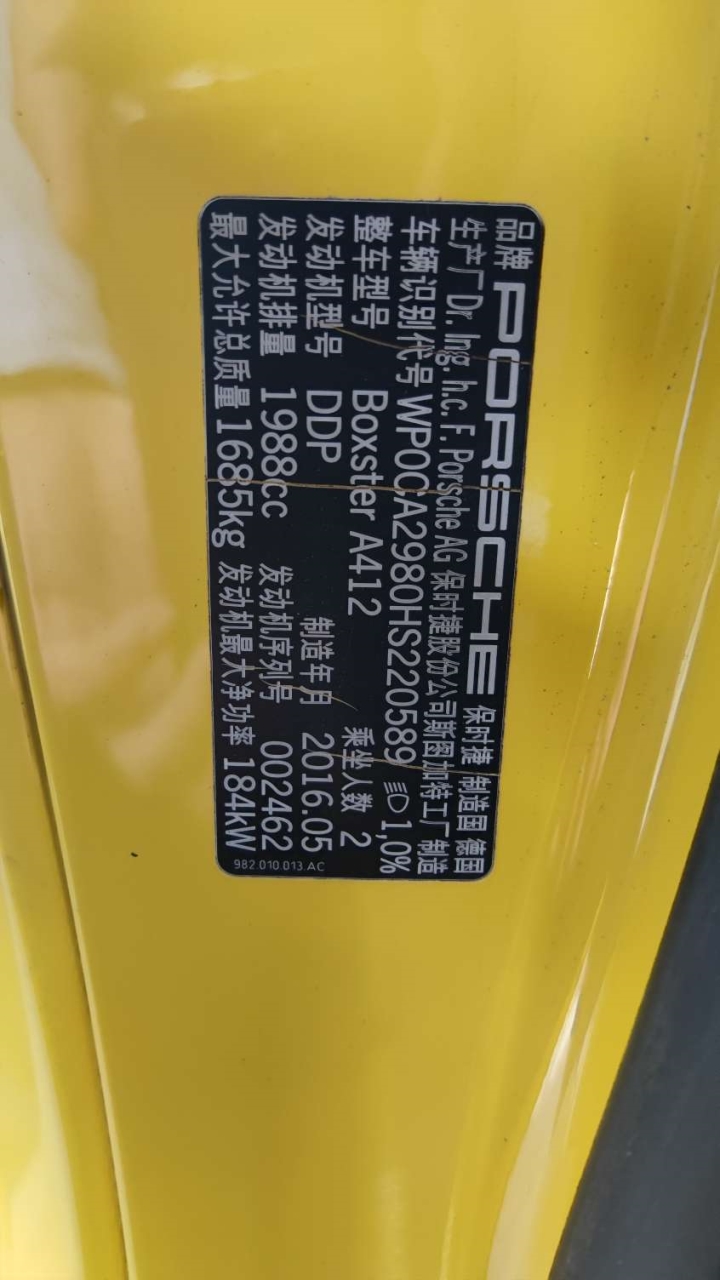 品牌 PORSCHE 保时捷 制造国 德国
生产厂 Dr. Ing. h.c. F. Porsche AG 保时捷股份公司斯图加特工厂制造
车辆识别代号 WP0CA2980HS220589 1,0%
整车型号 Boxster A412 乘坐人数 2
发动机型号 DDP 制造年月 2016.05
发动机排量 1988cc 发动机序列号 002462
最大允许总质量 1685kg 发动机最大净功率 184kW
982.010.013.AC